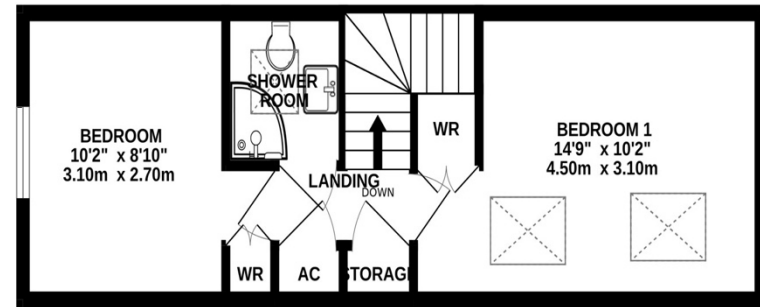 BEDROOM
10'2" x 8'10"
3.10m x 2.70m
SHOWER
ROOM
WR
BEDROOM 1
14'9" x 10'2"
4.50m x 3.10m
LANDING
DOWN
WR
AC
STORAGE